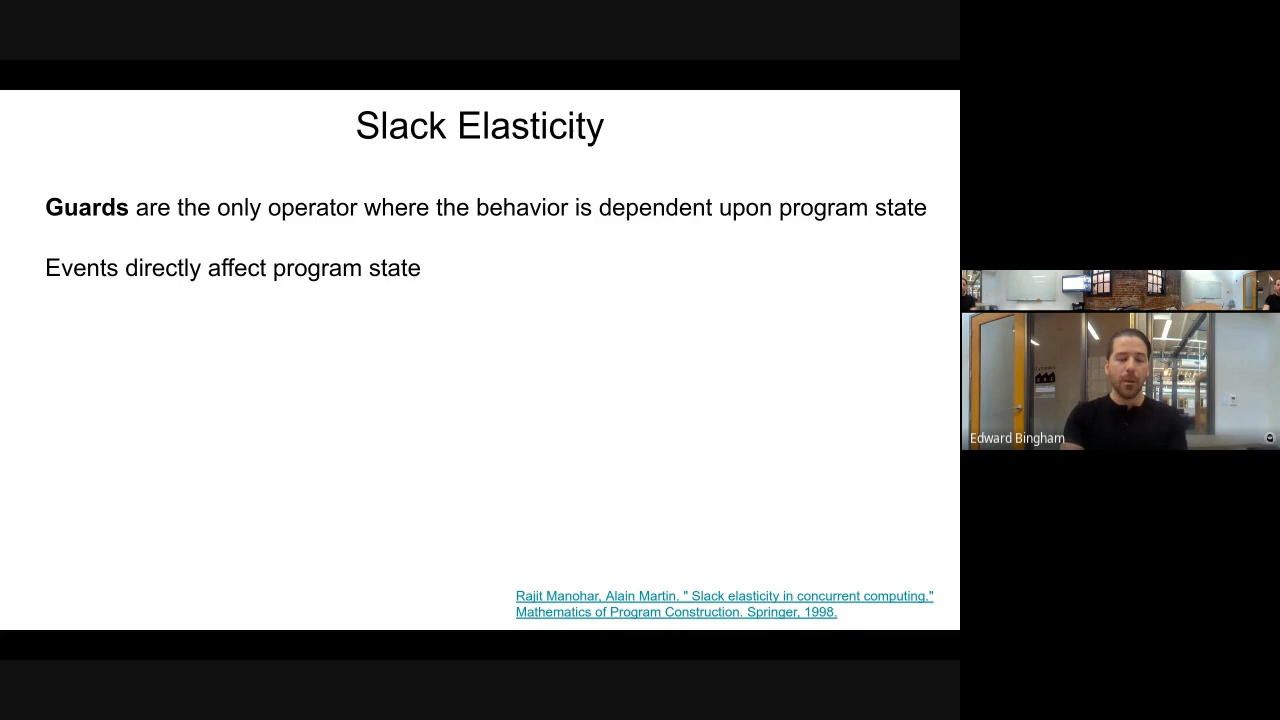 Slack Elasticity
Guards are the only operator where the behavior is dependent upon program state
Events directly affect program state
Rajit Manohar, Alain Martin. " Slack elasticity in concurrent computing."
Mathematics of Program Construction. Springer, 1998.
Edward Bingham